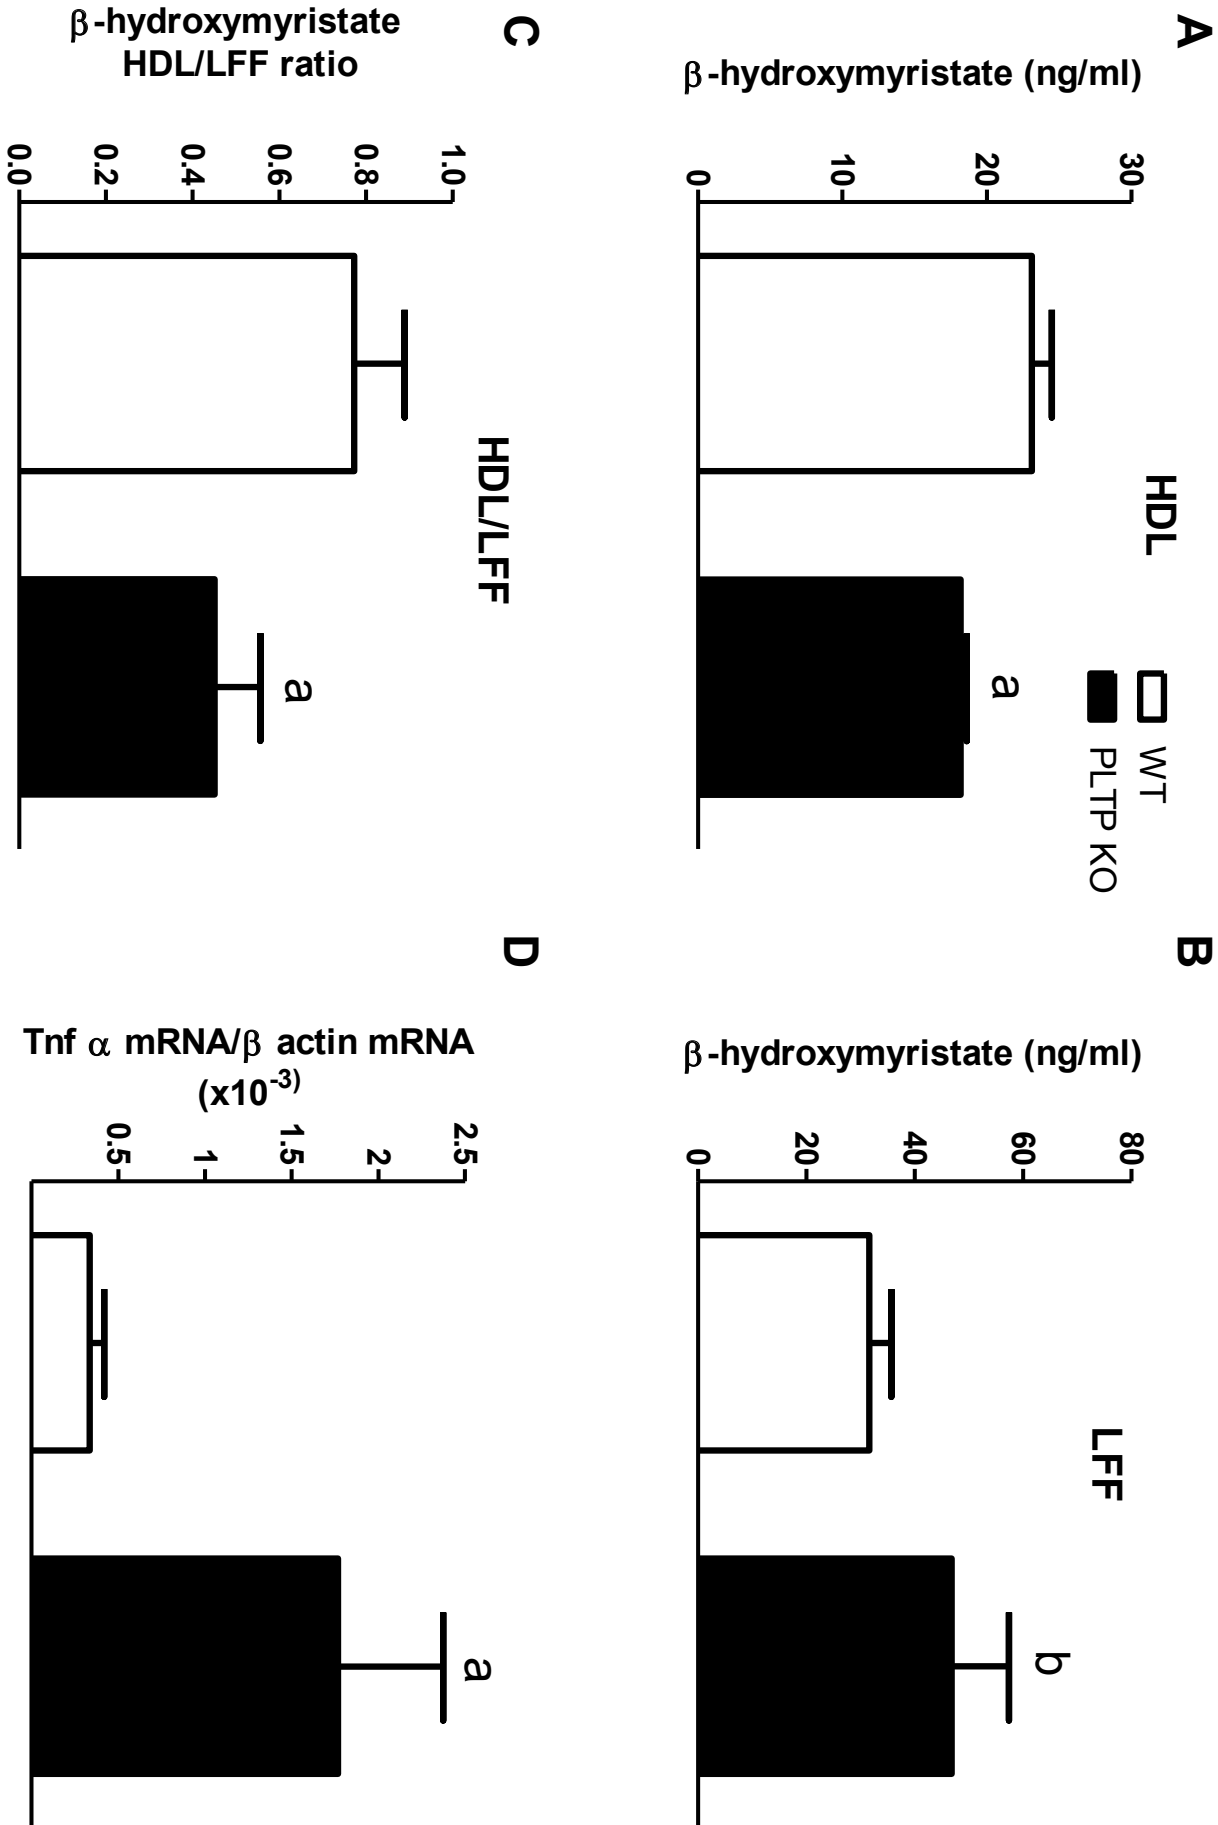 A
β-hydroxymyristate (ng/ml)
30
20
10
0
HDL
WT
PLTP KO
a
B
β-hydroxymyristate (ng/ml)
80
60
40
20
0
LFF
b
C
β-hydroxymyristate
HDL/LFF ratio
1.0
0.8
0.6
0.4
0.2
0.0
HDL/LFF
a
D
Tnf α mRNA/β actin mRNA
(x10⁻³)
2.5
2
1.5
1
0.5
a